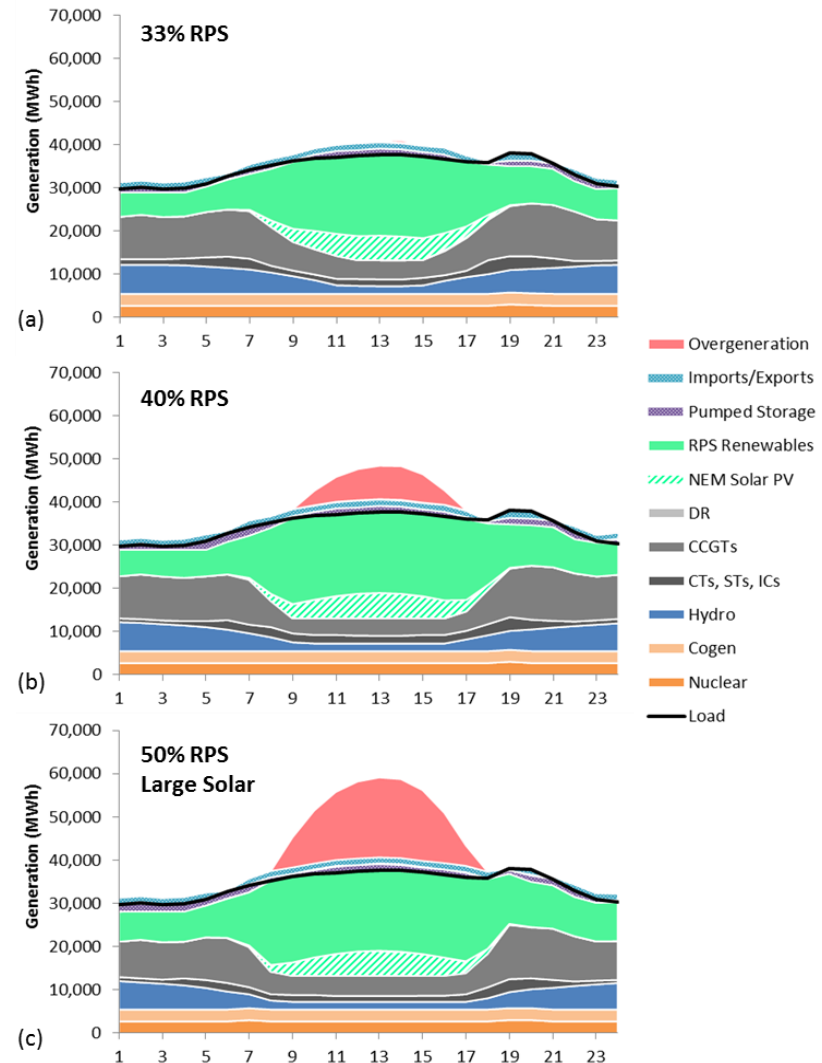 70,000
33% RPS
60,000
50,000
40,000
30,000
20,000
10,000
0
Generation (MWh)
1 3 5 7 9 11 13 15 17 19 21 23
(a)
70,000
40% RPS
60,000
50,000
40,000
30,000
20,000
10,000
0
Generation (MWh)
1 3 5 7 9 11 13 15 17 19 21 23
(b)
Overgeneration
Imports/Exports
Pumped Storage
RPS Renewables
NEM Solar PV
DR
CCGTs
CTs, STs, ICs
Hydro
Cogen
Nuclear
Load
70,000
50% RPS
Large Solar
60,000
50,000
40,000
30,000
20,000
10,000
0
Generation (MWh)
1 3 5 7 9 11 13 15 17 19 21 23
(c)